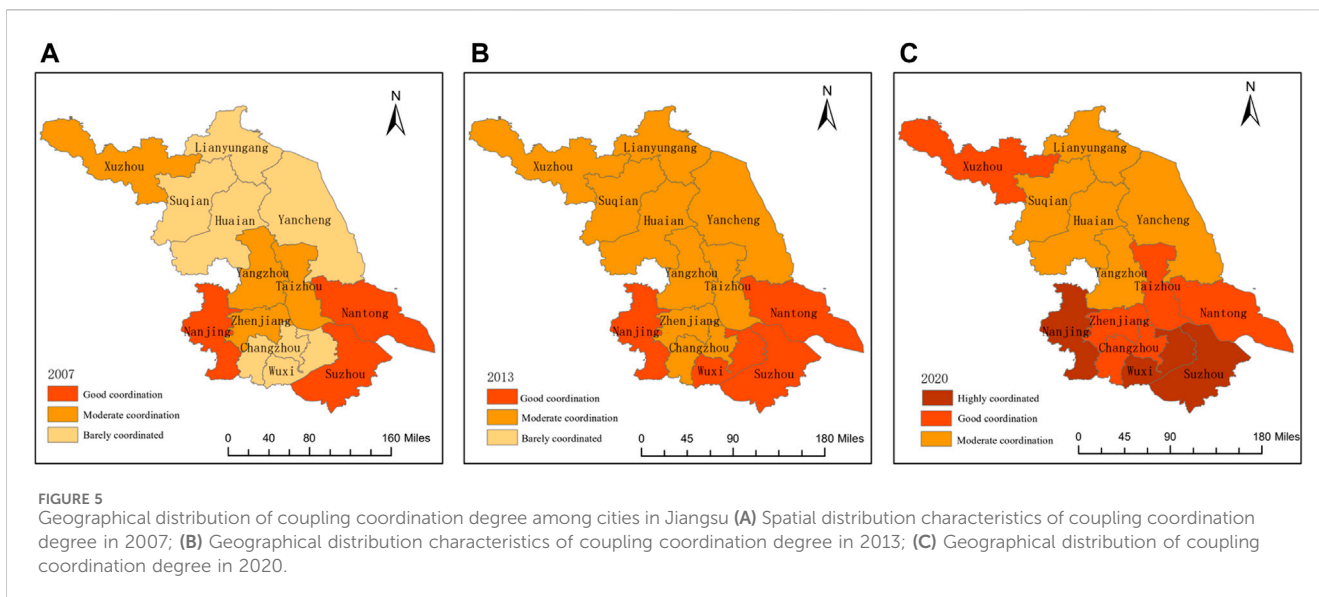 A
N
Lianyungang
Xuzhou
Suqian
Huaian
Yancheng
Yangzhou
Taizhou
Nantong
Nanjing
Zhenjiang
Changzhou
Wuxi
Suzhou
2007
Good coordination
Moderate coordination
Barely coordinated
0 40 80 160 Miles
B
N
Lianyungang
Xuzhou
Suqian
Huaian
Yancheng
Yangzhou
Taizhou
Nantong
Nanjing
Zhenjiang
Changzhou
Wuxi
Suzhou
2013
Good coordination
Moderate coordination
Barely coordinated
0 45 90 180 Miles
C
N
Lianyungang
Xuzhou
Suqian
Huaian
Yancheng
Yangzhou
Taizhou
Nantong
Nanjing
Zhenjiang
Changzhou
Wuxi
Suzhou
2020
Highly coordinated
Good coordination
Moderate coordination
0 45 90 180 Miles
FIGURE 5
Geographical distribution of coupling coordination degree among cities in Jiangsu (A) Spatial distribution characteristics of coupling coordination
degree in 2007; (B) Geographical distribution characteristics of coupling coordination degree in 2013; (C) Geographical distribution of coupling
coordination degree in 2020.